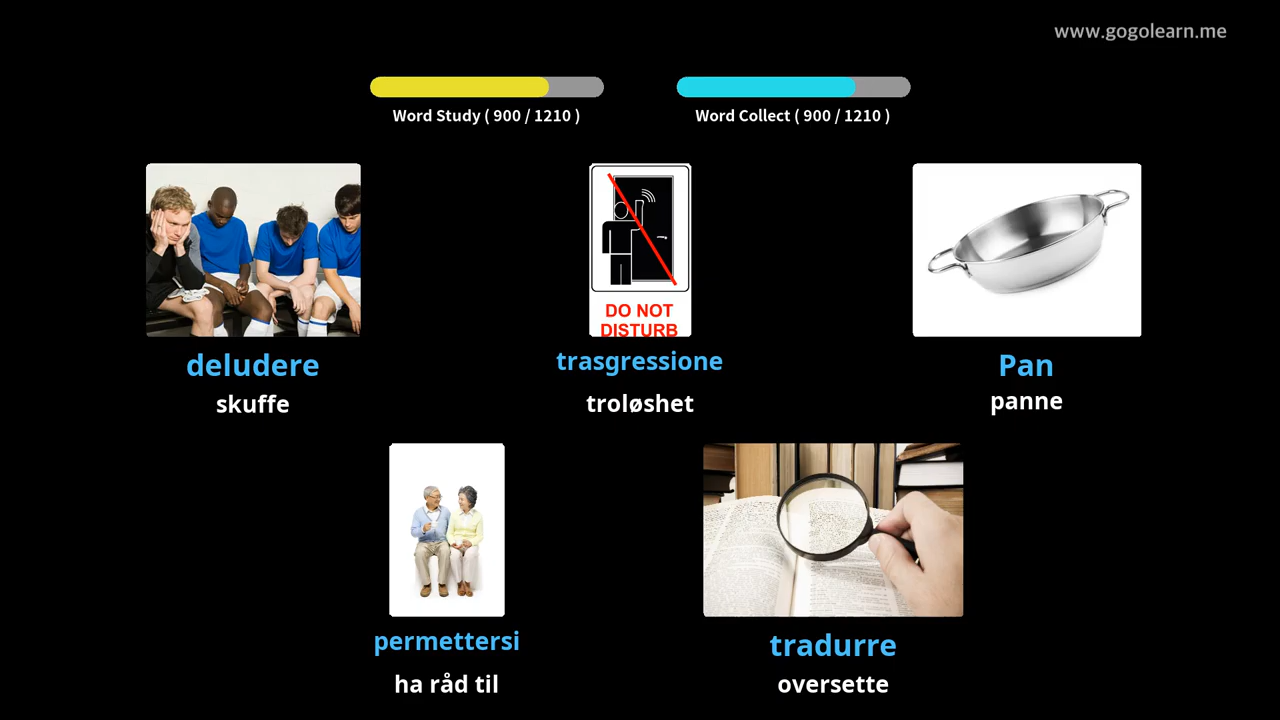 www.gogolearn.me
Word Study ( 900 / 1210 )
Word Collect ( 900 / 1210 )
DO NOT
DISTURB
deludere
trasgressione
Pan
skuffe
troløshet
panne
permettersi
tradurre
ha råd til
oversette